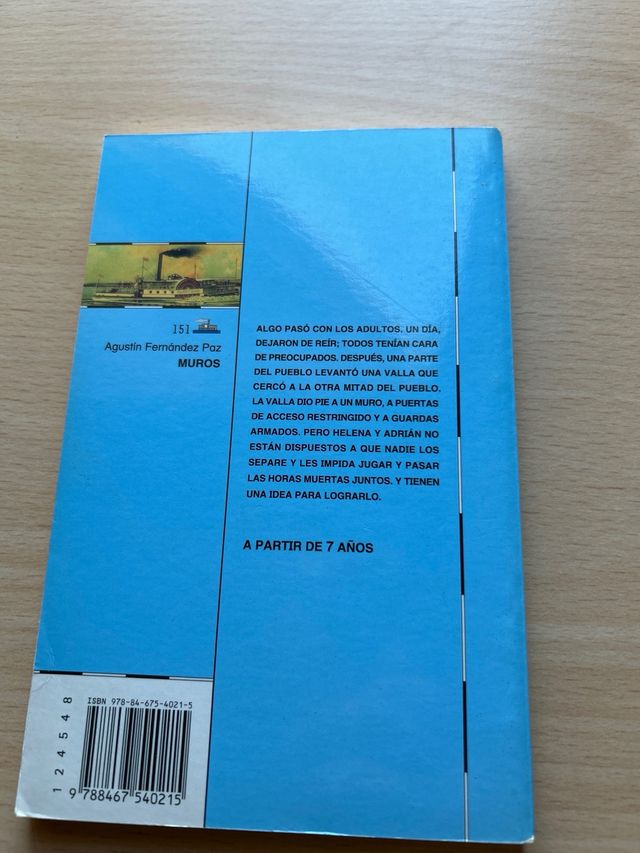 151
Agustín Fernández Paz
MUROS
ALGO PASÓ CON LOS ADULTOS. UN DÍA,
DEJARON DE REÍR; TODOS TENÍAN CARA
DE PREOCUPADOS. DESPUÉS, UNA PARTE
DEL PUEBLO LEVANTÓ UNA VALLA QUE
CERCÓ A LA OTRA MITAD DEL PUEBLO.
LA VALLA DIO PIE A UN MURO, A PUERTAS
DE ACCESO RESTRINGIDO Y A GUARDAS
ARMADOS. PERO HELENA Y ADRIÁN NO
ESTÁN DISPUESTOS A QUE NADIE LOS
SEPARE Y LES IMPIDA JUGAR Y PASAR
LAS HORAS MUERTAS JUNTOS. Y TIENEN
UNA IDEA PARA LOGRARLO.
A PARTIR DE 7 AÑOS
ISBN 978-84-675-4021-5
124548
9 788467 540215